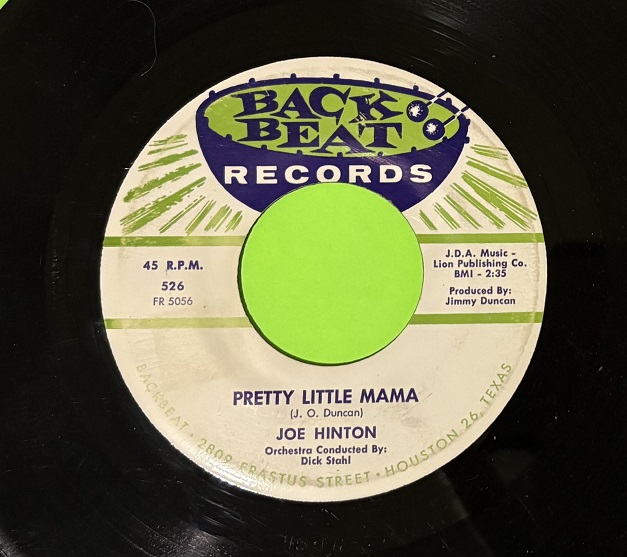 BACK
BEAT
RECORDS
45 R.P.M.
526
FR 5056
J.D.A. Music -
Lion Publishing Co.
BMI - 2:35
Produced By:
Jimmy Duncan
PRETTY LITTLE MAMA
(J. O. Duncan)
JOE HINTON
Orchestra Conducted By:
Dick Stahl
BACKBEAT • 2809 ERASTUS STREET • HOUSTON 26, TEXAS